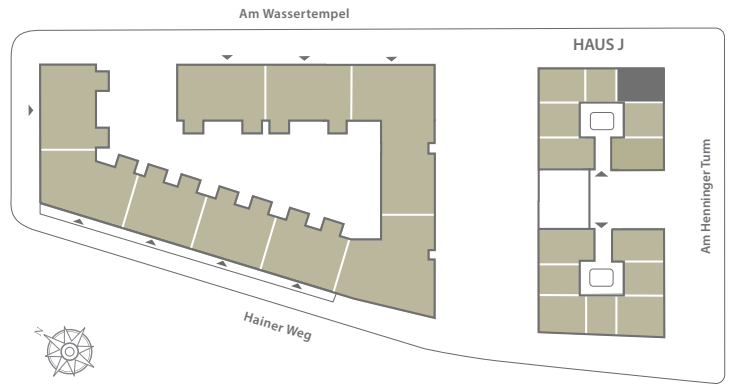 Am Wassertempel
HAUS J
Am Henninger Turm
Hainer Weg
N